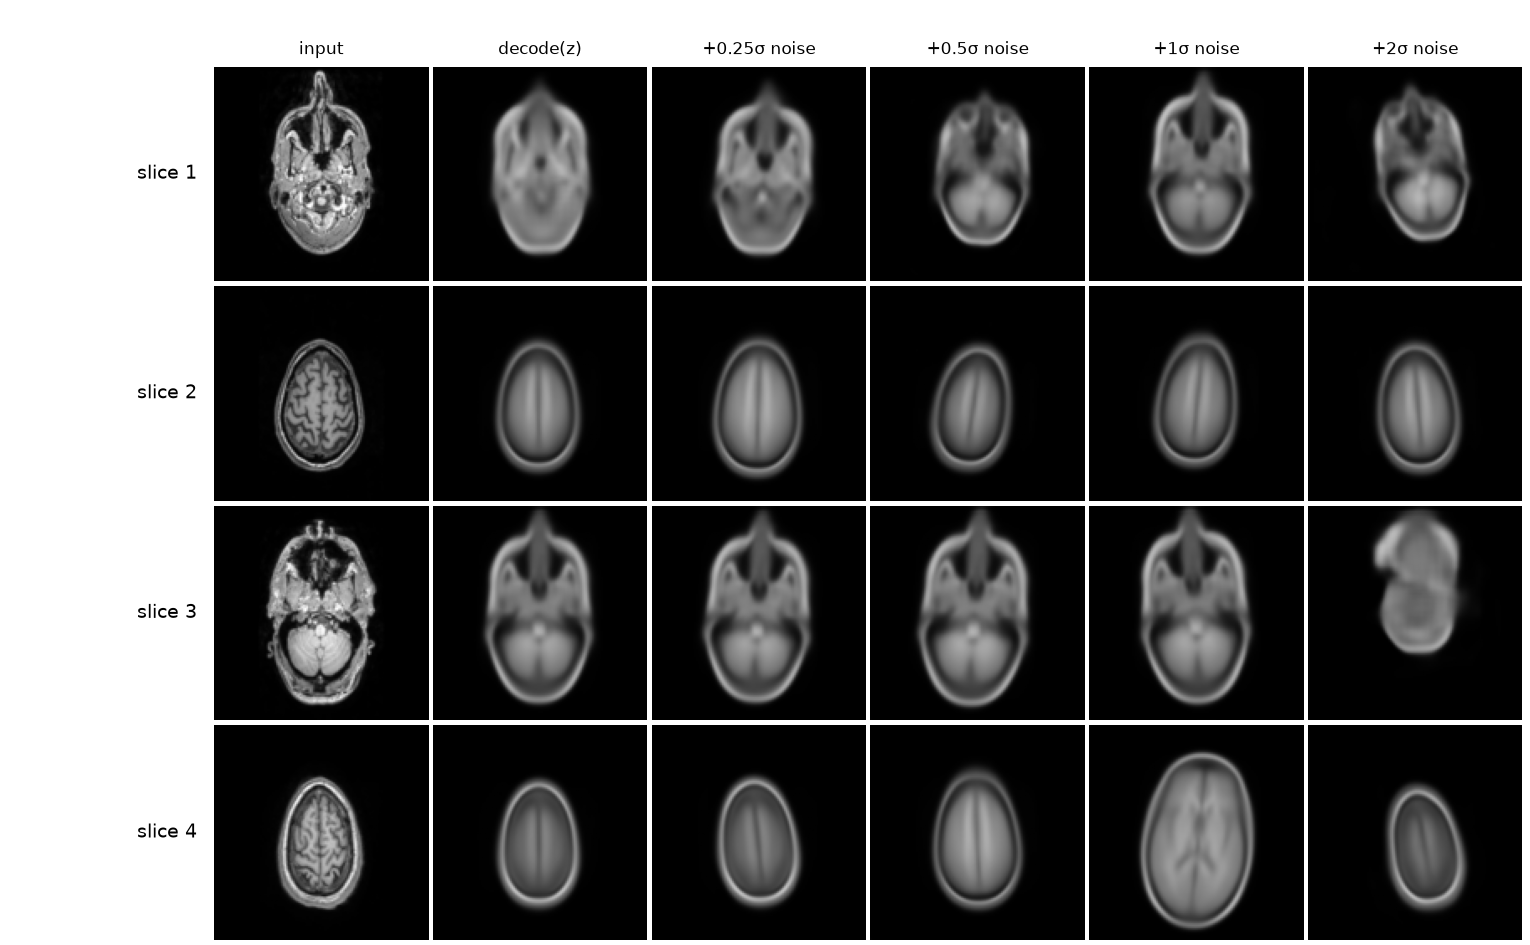 input decode(z) +0.25σ noise +0.5σ noise +1σ noise +2σ noise
slice 1
slice 2
slice 3
slice 4